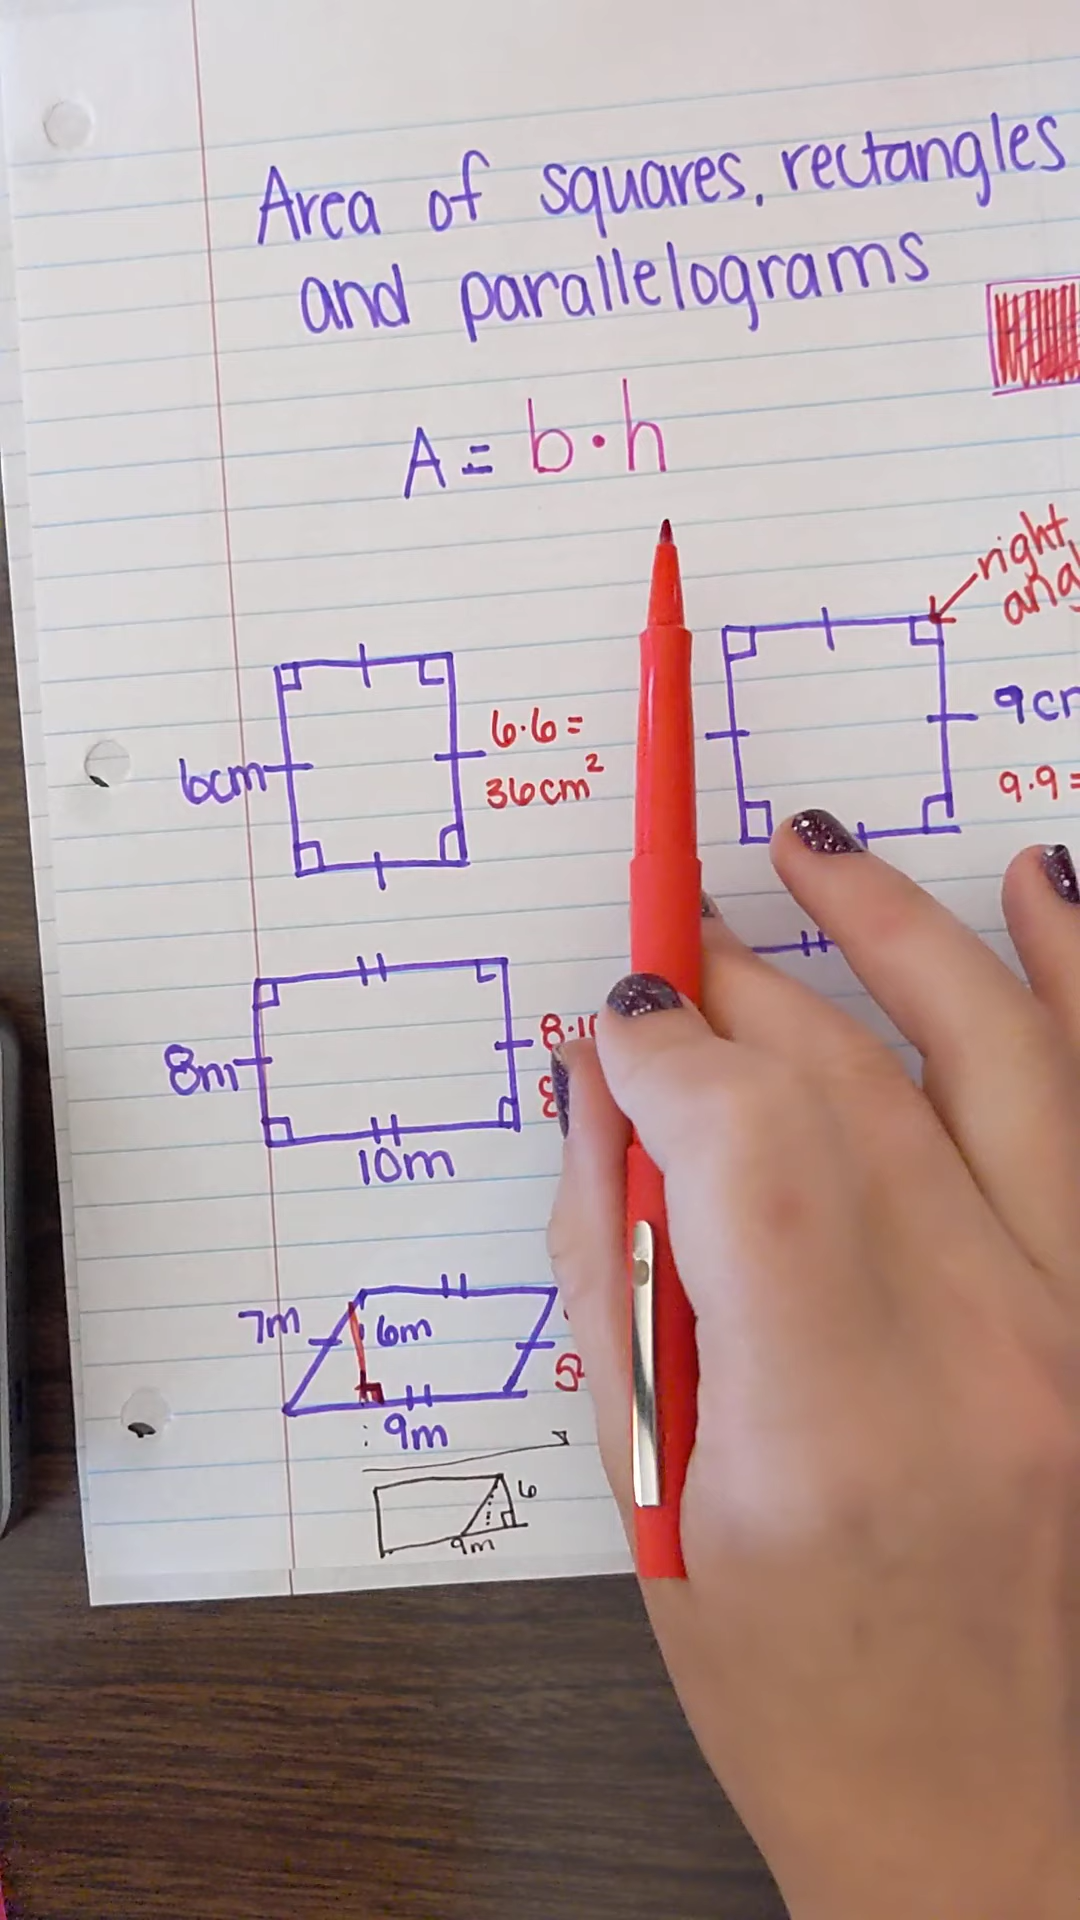 Area of squares, rectangles
and parallelograms
A = b·h
right
6cm
6·6=
36cm²
9·9=
8m
10m
7m
6m
9m
6
9m